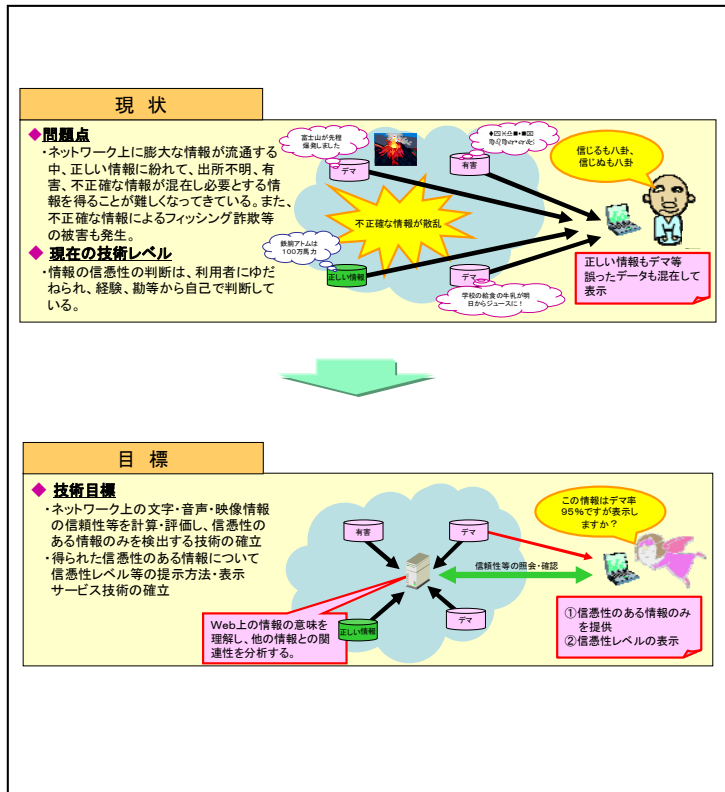 現　状
◆問題点
・ネットワーク上に膨大な情報が流通する
中、正しい情報に紛れて、出所不明、有
害、不正確な情報が混在し必要とする情
報を得ることが難しくなってきている。また、
不正確な情報によるフィッシング詐欺等
の被害も発生。
◆現在の技術レベル
・情報の信憑性の判断は、利用者にゆだ
ねられ、経験、勘等から自己で判断して
いる。
富士山が先程
爆発しました
デマ
有害
信じるも八卦、
信じぬも八卦
不正確な情報が散乱
鉄腕アトムは
１００万馬力
正しい情報
デマ
学校の給食の牛乳が明
日からジュースに！
正しい情報もデマ等
誤ったデータも混在して
表示
目　標
◆ 技術目標
・ネットワーク上の文字・音声・映像情報
の信頼性等を計算・評価し、信憑性の
ある情報のみを検出する技術の確立
・得られた信憑性のある情報について
信憑性レベル等の提示方法・表示
サービス技術の確立
有害
デマ
この情報はデマ率
９５％ですが表示し
ますか？
信頼性等の照会・確認
Web上の情報の意味を
理解し、他の情報との関
連性を分析する。
正しい情報
デマ
①信憑性のある情報のみ
を提供
②信憑性レベルの表示